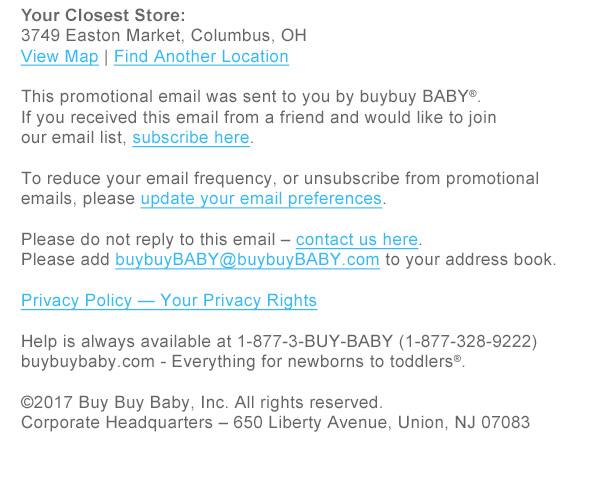 Your Closest Store:
3749 Easton Market, Columbus, OH
View Map | Find Another Location
This promotional email was sent to you by buybuy BABY®.
If you received this email from a friend and would like to join
our email list, subscribe here.
To reduce your email frequency, or unsubscribe from promotional
emails, please update your email preferences.
Please do not reply to this email – contact us here.
Please add buybuyBABY@buybuyBABY.com to your address book.
Privacy Policy — Your Privacy Rights
Help is always available at 1-877-3-BUY-BABY (1-877-328-9222)
buybuybaby.com - Everything for newborns to toddlers®.
©2017 Buy Buy Baby, Inc. All rights reserved.
Corporate Headquarters – 650 Liberty Avenue, Union, NJ 07083